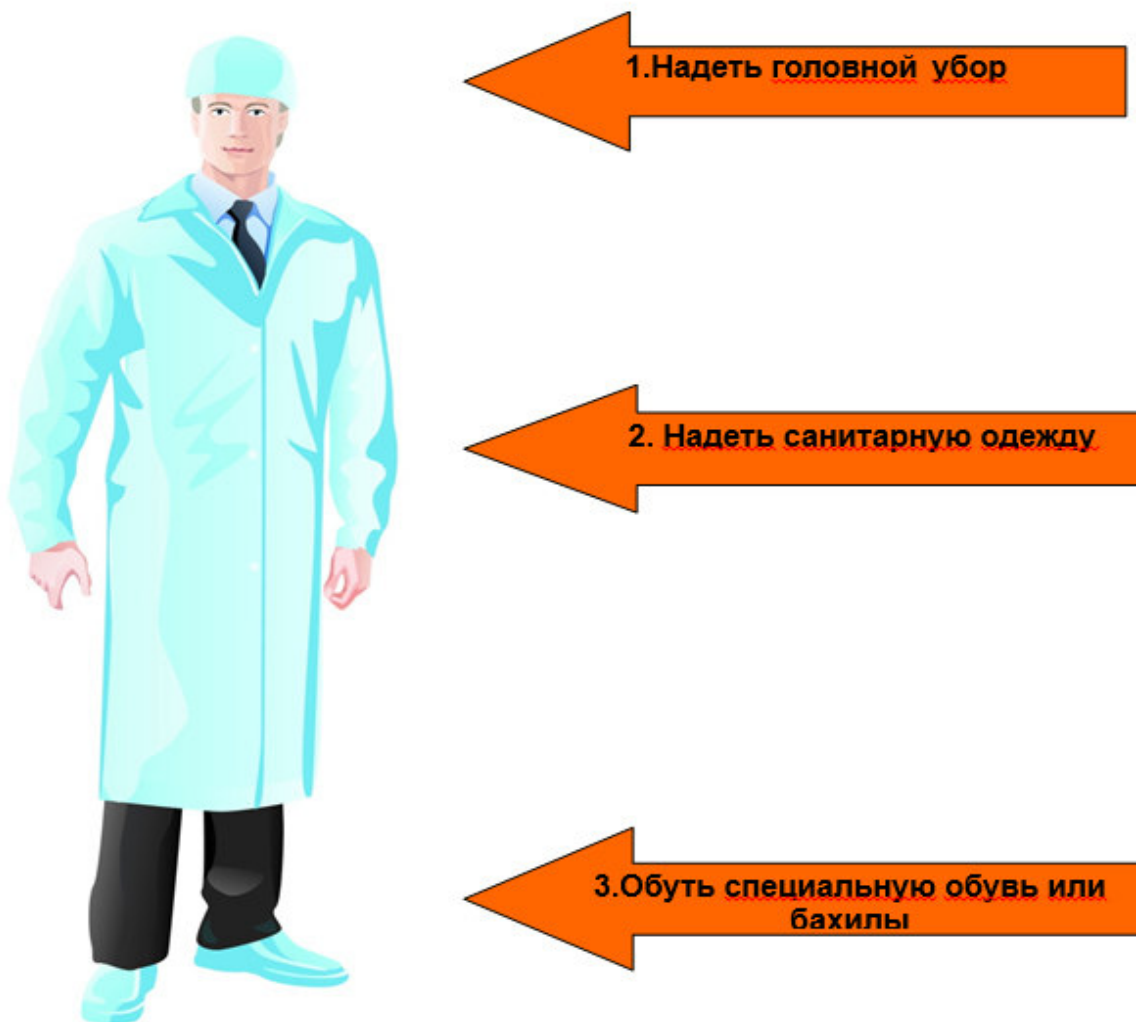 1.Надеть головной убор
2. Надеть санитарную одежду
3.Обуть специальную обувь или
бахилы